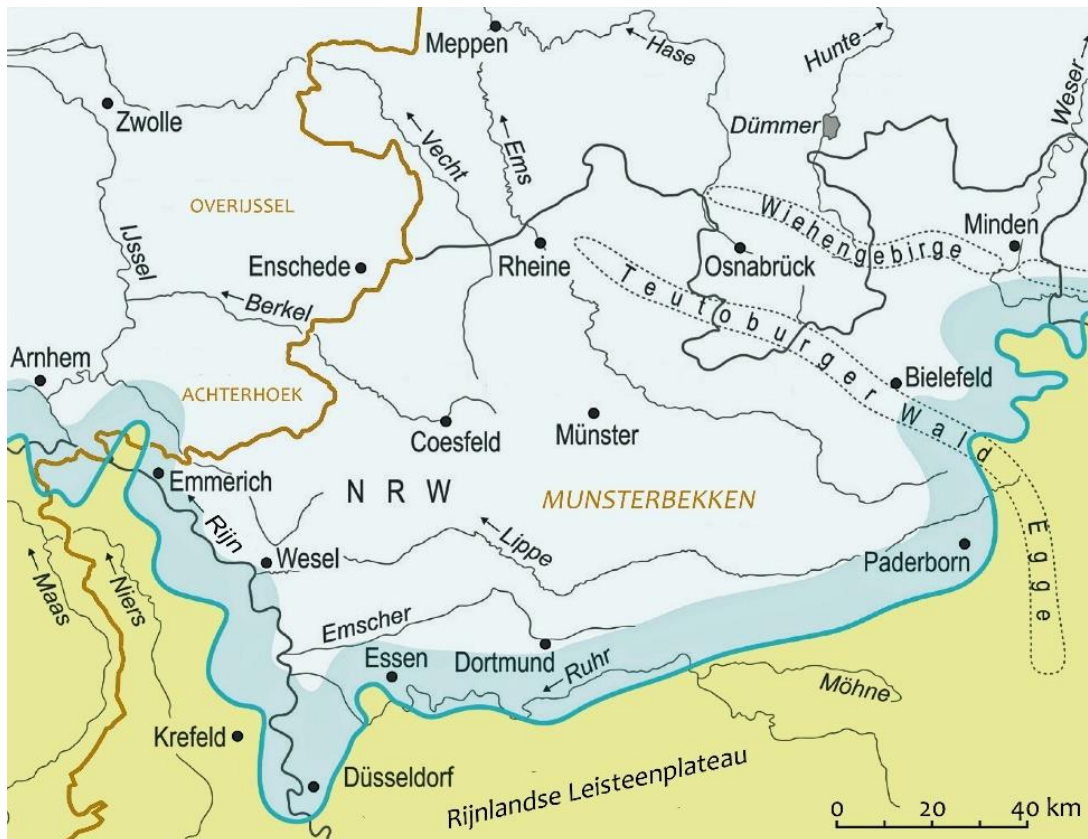 Meppen
Hase
Hunte
Weser
Zwolle
Vecht
Ems
Dümmer
OVERIJSSEL
IJssel
Enschede
Rheine
Osnabrück
Wiehengebirge
Minden
Berkel
Teutoburger Wald
Arnhem
ACHTERHOEK
Bielefeld
Coesfeld
Münster
Emmerich
NRW
MUNSTERBEKKEN
Rijn
Lippe
Wesel
Paderborn
Egge
Maas
Niers
Emscher
Essen
Dortmund
Ruhr
Möhne
Krefeld
Düsseldorf
Rijnlandse Leisteenplateau
0 20 40 km